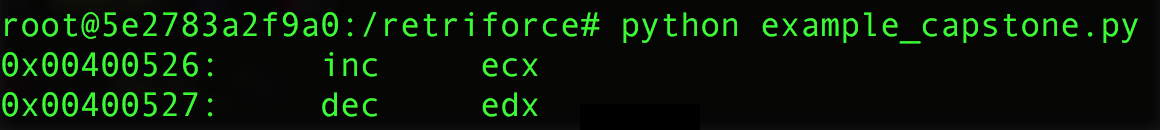 root@5e2783a2f9a0:/retriforce# python example_capstone.py
0x00400526:     inc     ecx
0x00400527:     dec     edx